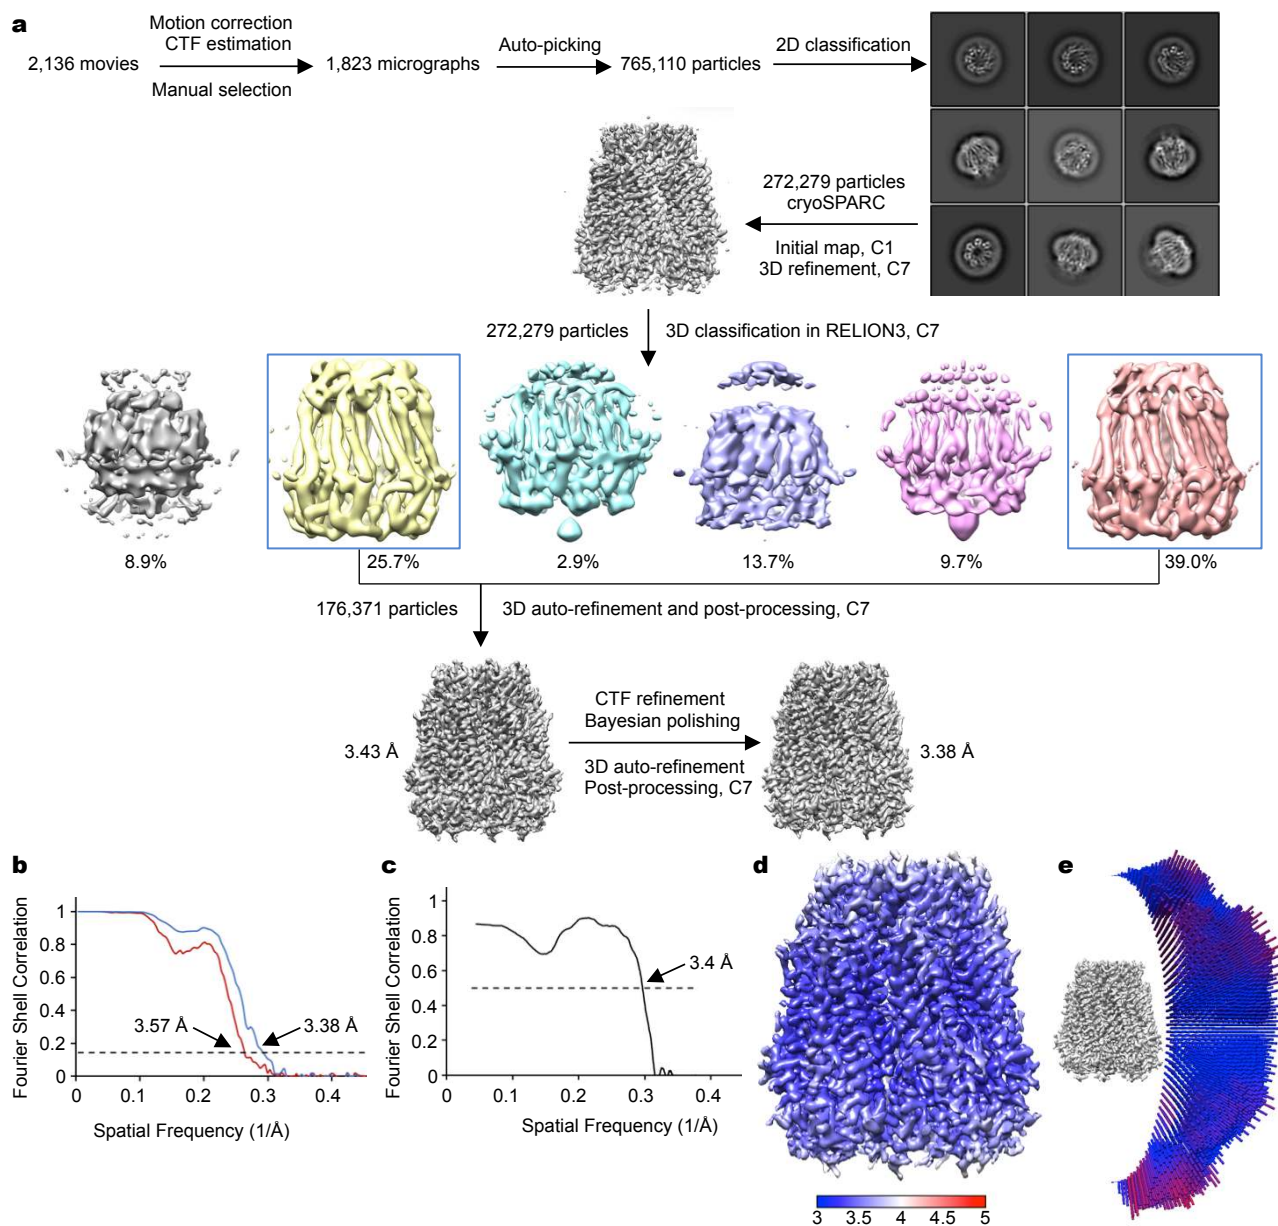 a
Motion correction
CTF estimation
2,136 movies
Manual selection
1,823 micrographs
Auto-picking
765,110 particles
2D classification
272,279 particles
cryoSPARC
Initial map, C1
3D refinement, C7
272,279 particles
3D classification in RELION3, C7
8.9%
25.7%
2.9%
13.7%
9.7%
39.0%
176,371 particles
3D auto-refinement and post-processing, C7
CTF refinement
Bayesian polishing
3.43 Å
3D auto-refinement
Post-processing, C7
3.38 Å
b
Fourier Shell Correlation
1
0.8
0.6
0.4
0.2
0
3.57 Å
3.38 Å
0
0.1
0.2
0.3
0.4
Spatial Frequency (1/Å)
c
Fourier Shell Correlation
1
0.8
0.6
0.4
0.2
0
3.4 Å
0
0.1
0.2
0.3
0.4
Spatial Frequency (1/Å)
d
3
3.5
4
4.5
5
e